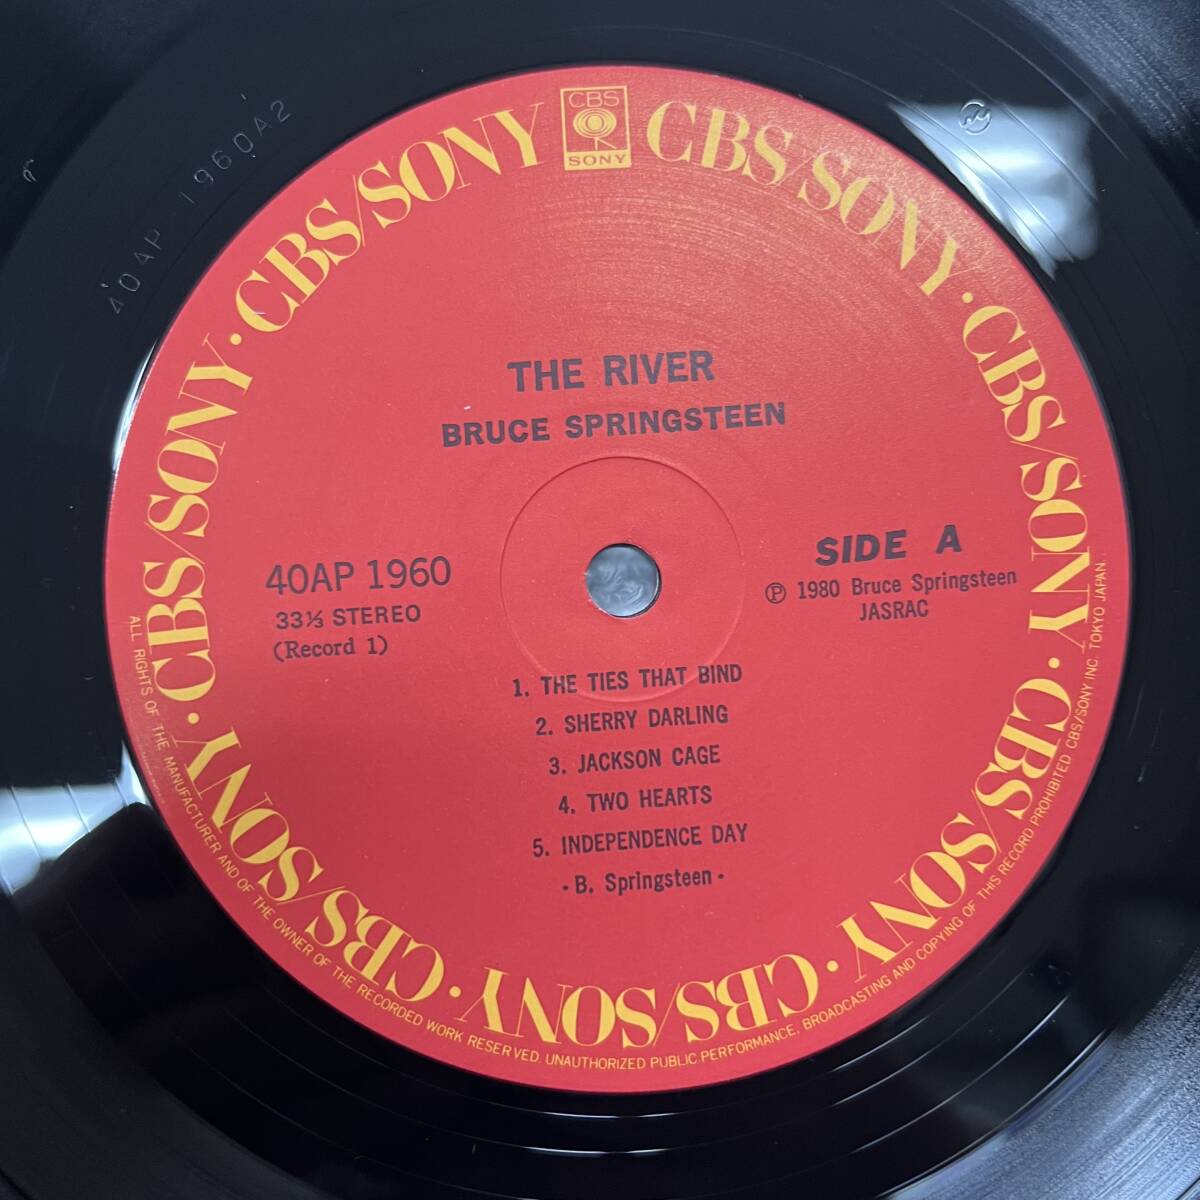 40AP 1960A2
CBS
SONY
CBS/SONY · CBS/SONY · CBS/SONY · CBS/SONY · CBS/SONY · CBS/SONY · CBS/SONY · CBS/SONY
THE RIVER
BRUCE SPRINGSTEEN
40AP 1960
33⅓ STEREO
(Record 1)
SIDE A
Ⓟ 1980 Bruce Springsteen
JASRAC
1. THE TIES THAT BIND
2. SHERRY DARLING
3. JACKSON CAGE
4. TWO HEARTS
5. INDEPENDENCE DAY
- B. Springsteen -
ALL RIGHTS OF THE MANUFACTURER AND OF THE OWNER OF THE RECORDED WORK RESERVED. UNAUTHORIZED PUBLIC PERFORMANCE, BROADCASTING AND COPYING OF THIS RECORD PROHIBITED CBS/SONY INC. TOKYO JAPAN.